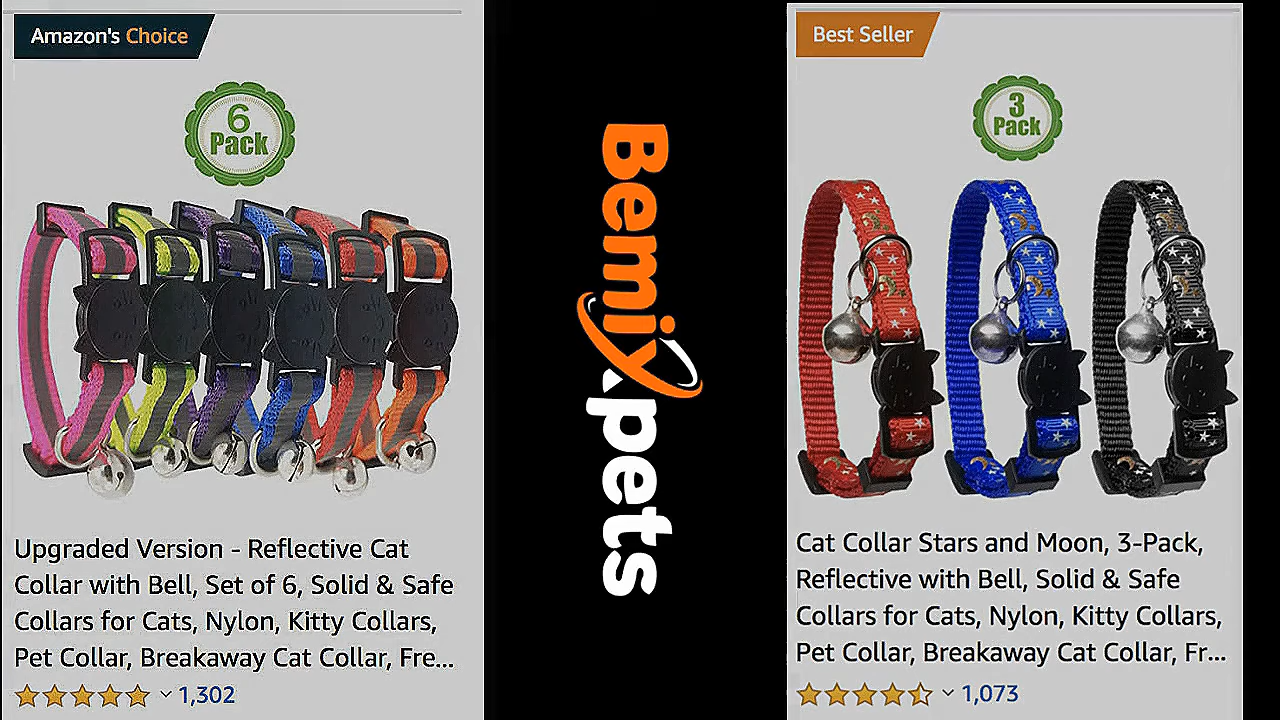 Amazon's Choice
6
Pack
Upgraded Version - Reflective Cat
Collar with Bell, Set of 6, Solid & Safe
Collars for Cats, Nylon, Kitty Collars,
Pet Collar, Breakaway Cat Collar, Fre...
1,302
Bemixpets
Best Seller
3
Pack
Cat Collar Stars and Moon, 3-Pack,
Reflective with Bell, Solid & Safe
Collars for Cats, Nylon, Kitty Collars,
Pet Collar, Breakaway Cat Collar, Fr...
1,073